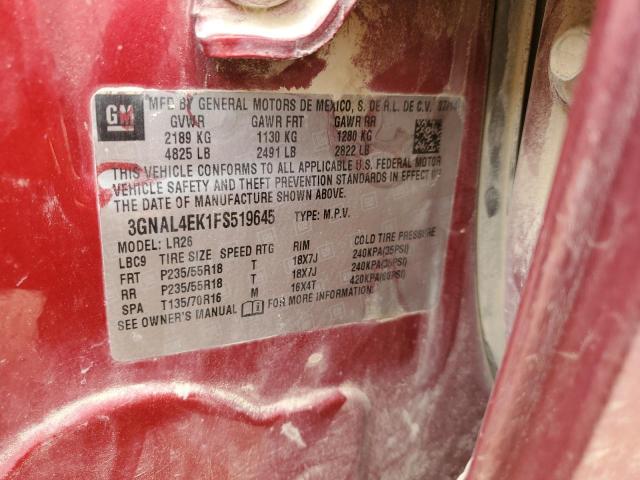 GM
MFD BY GENERAL MOTORS DE MEXICO, S. DE R.L. DE C.V.
GVWR GAWR FRT GAWR RR
2189 KG 1130 KG 1280 KG
4825 LB 2491 LB 2822 LB
THIS VEHICLE CONFORMS TO ALL APPLICABLE U.S. FEDERAL MOTOR
VEHICLE SAFETY AND THEFT PREVENTION STANDARDS IN EFFECT ON
THE DATE OF MANUFACTURE SHOWN ABOVE.
3GNAL4EK1FS519645 TYPE: M.P.V.
MODEL: LR26
LBC9 TIRE SIZE SPEED RTG RIM COLD TIRE PRESSURE
FRT P235/55R18 T 18X7J 240KPA(35PSI)
RR P235/55R18 T 18X7J 240KPA(35PSI)
SPA T135/70R16 M 16X4T 420KPA(60PSI)
SEE OWNER'S MANUAL FOR MORE INFORMATION.